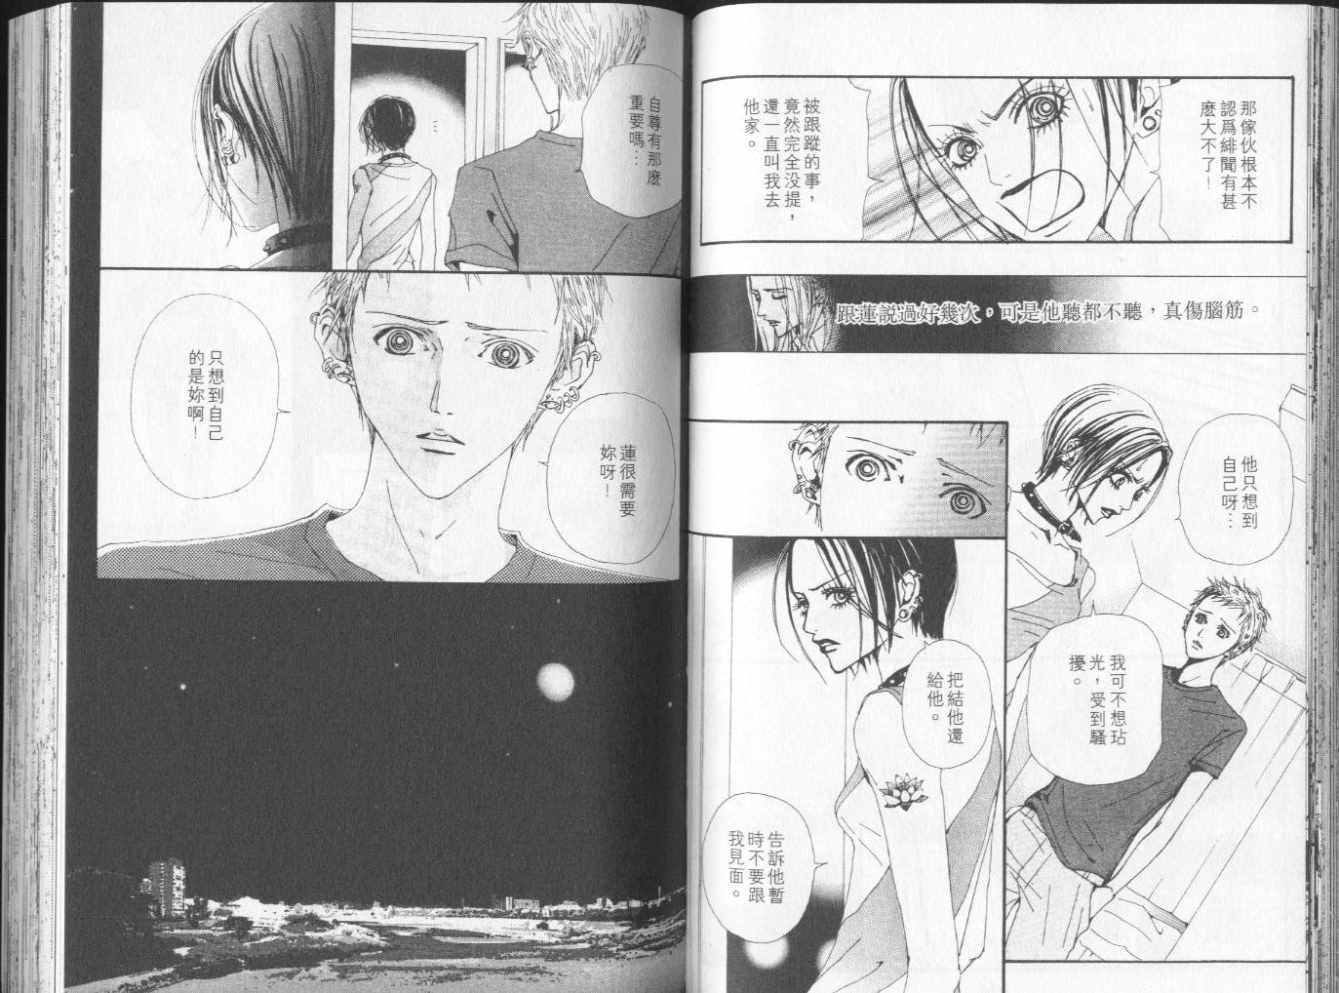 那傢伙根本不
認爲緋聞有甚
麼大不了！
被跟蹤的事，
竟然完全没提，
還一直叫我去
他家。
跟蓮説過好幾次，可是他聽都不聽，真傷腦筋。
他只想到
自己呀…
我可不想玷
光，受到騷
擾。
把結他還
給他。
告訴他暫
時不要跟
我見面。
自尊有那麼
重要嗎…
…
蓮很需要
妳呀！
只想到自己
的是妳啊！